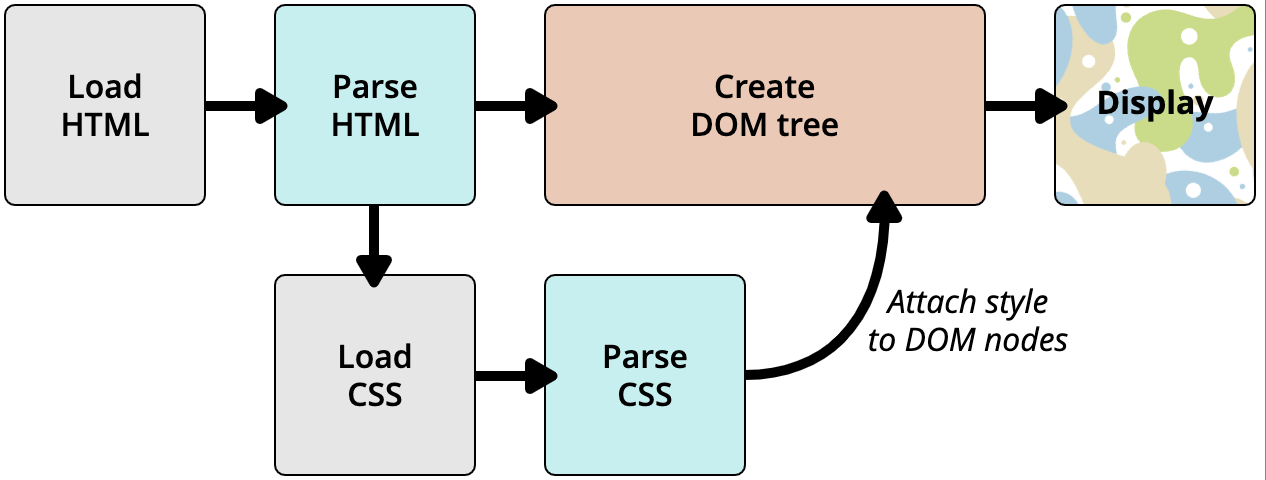 Load
HTML
Parse
HTML
Create
DOM tree
Display
Load
CSS
Parse
CSS
Attach style
to DOM nodes